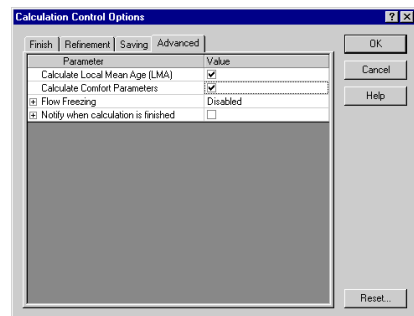 Calculation Control Options
Finish Refinement Saving Advanced
Parameter Value
Calculate Local Mean Age (LMA)
Calculate Comfort Parameters
Flow Freezing Disabled
Notify when calculation is finished
OK
Cancel
Help
Reset...